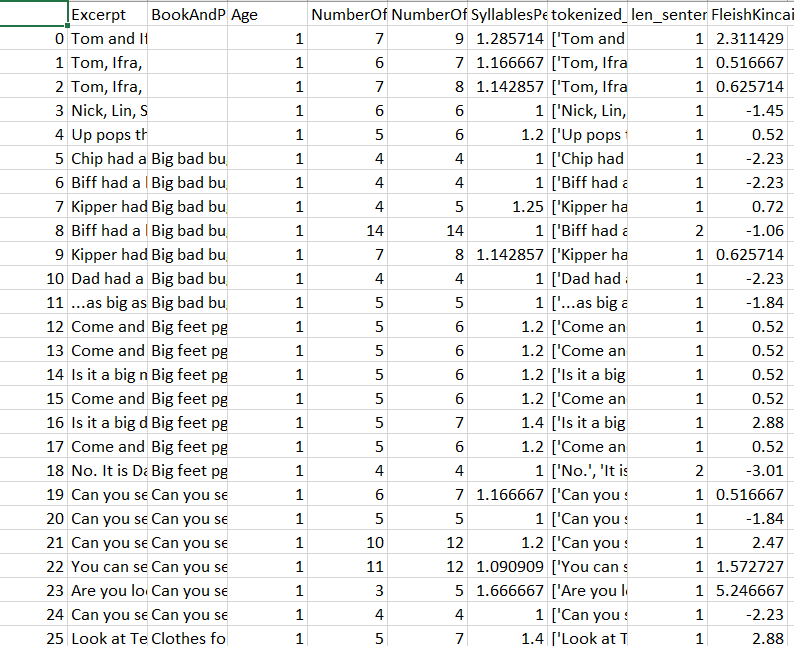 Excerpt BookAndP Age NumberOf NumberOf SyllablesPe tokenized_ len_senter FleishKincai
0 Tom and If 1 7 9 1.285714 ['Tom and 1 2.311429
1 Tom, Ifra, 1 6 7 1.166667 ['Tom, Ifra 1 0.516667
2 Tom, Ifra, 1 7 8 1.142857 ['Tom, Ifra 1 0.625714
3 Nick, Lin, S 1 6 6 1 ['Nick, Lin, 1 -1.45
4 Up pops th 1 5 6 1.2 ['Up pops t 1 0.52
5 Chip had a Big bad bu 1 4 4 1 ['Chip had 1 -2.23
6 Biff had a l Big bad bu 1 4 4 1 ['Biff had a 1 -2.23
7 Kipper had Big bad bu 1 4 5 1.25 ['Kipper ha 1 0.72
8 Biff had a l Big bad bu 1 14 14 1 ['Biff had a 2 -1.06
9 Kipper had Big bad bu 1 7 8 1.142857 ['Kipper ha 1 0.625714
10 Dad had a Big bad bu 1 4 4 1 ['Dad had a 1 -2.23
11 ...as big as Big bad bu 1 5 5 1 ['...as big a 1 -1.84
12 Come and Big feet pg 1 5 6 1.2 ['Come an 1 0.52
13 Come and Big feet pg 1 5 6 1.2 ['Come an 1 0.52
14 Is it a big n Big feet pg 1 5 6 1.2 ['Is it a big 1 0.52
15 Come and Big feet pg 1 5 6 1.2 ['Come an 1 0.52
16 Is it a big d Big feet pg 1 5 7 1.4 ['Is it a big 1 2.88
17 Come and Big feet pg 1 5 6 1.2 ['Come an 1 0.52
18 No. It is Da Big feet pg 1 4 4 1 ['No.', 'It is 2 -3.01
19 Can you se Can you se 1 6 7 1.166667 ['Can you s 1 0.516667
20 Can you se Can you se 1 5 5 1 ['Can you s 1 -1.84
21 Can you se Can you se 1 10 12 1.2 ['Can you s 1 2.47
22 You can se Can you se 1 11 12 1.090909 ['You can s 1 1.572727
23 Are you lo Can you se 1 3 5 1.666667 ['Are you l 1 5.246667
24 Can you se Can you se 1 4 4 1 ['Can you s 1 -2.23
25 Look at Te Clothes fo 1 5 7 1.4 ['Look at T 1 2.88